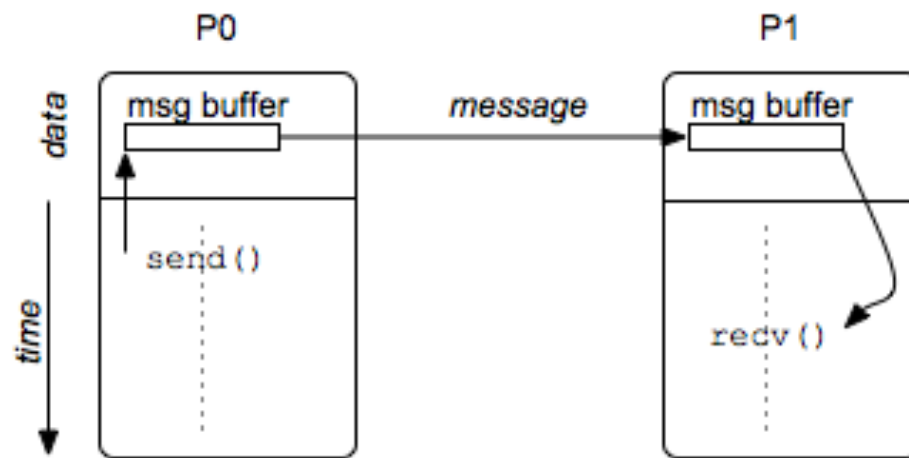 P0
P1
data
msg buffer
message
msg buffer
time
send()
recv()